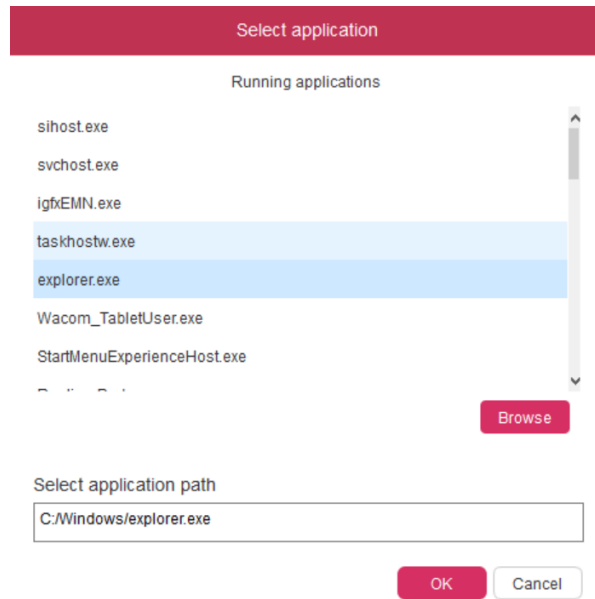 Select application
Running applications
sihost.exe
svchost.exe
igfxEMN.exe
taskhostw.exe
explorer.exe
Wacom_TabletUser.exe
StartMenuExperienceHost.exe
Browse
Select application path
C:/Windows/explorer.exe
OK
Cancel